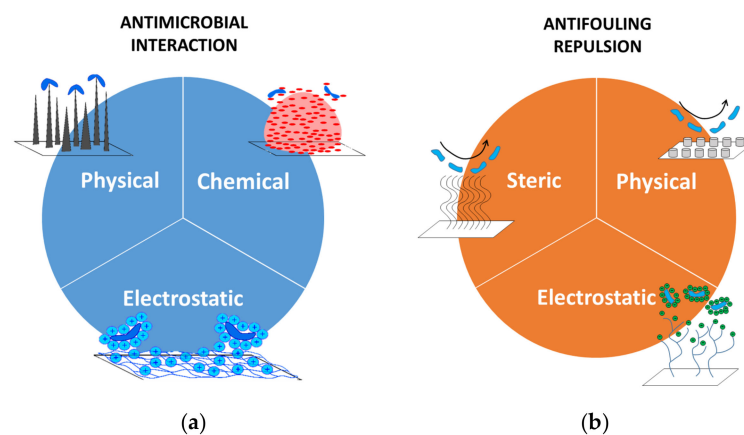 ANTIMICROBIAL
INTERACTION
Physical
Chemical
Electrostatic
(a)
ANTIFOULING
REPULSION
Steric
Physical
Electrostatic
(b)